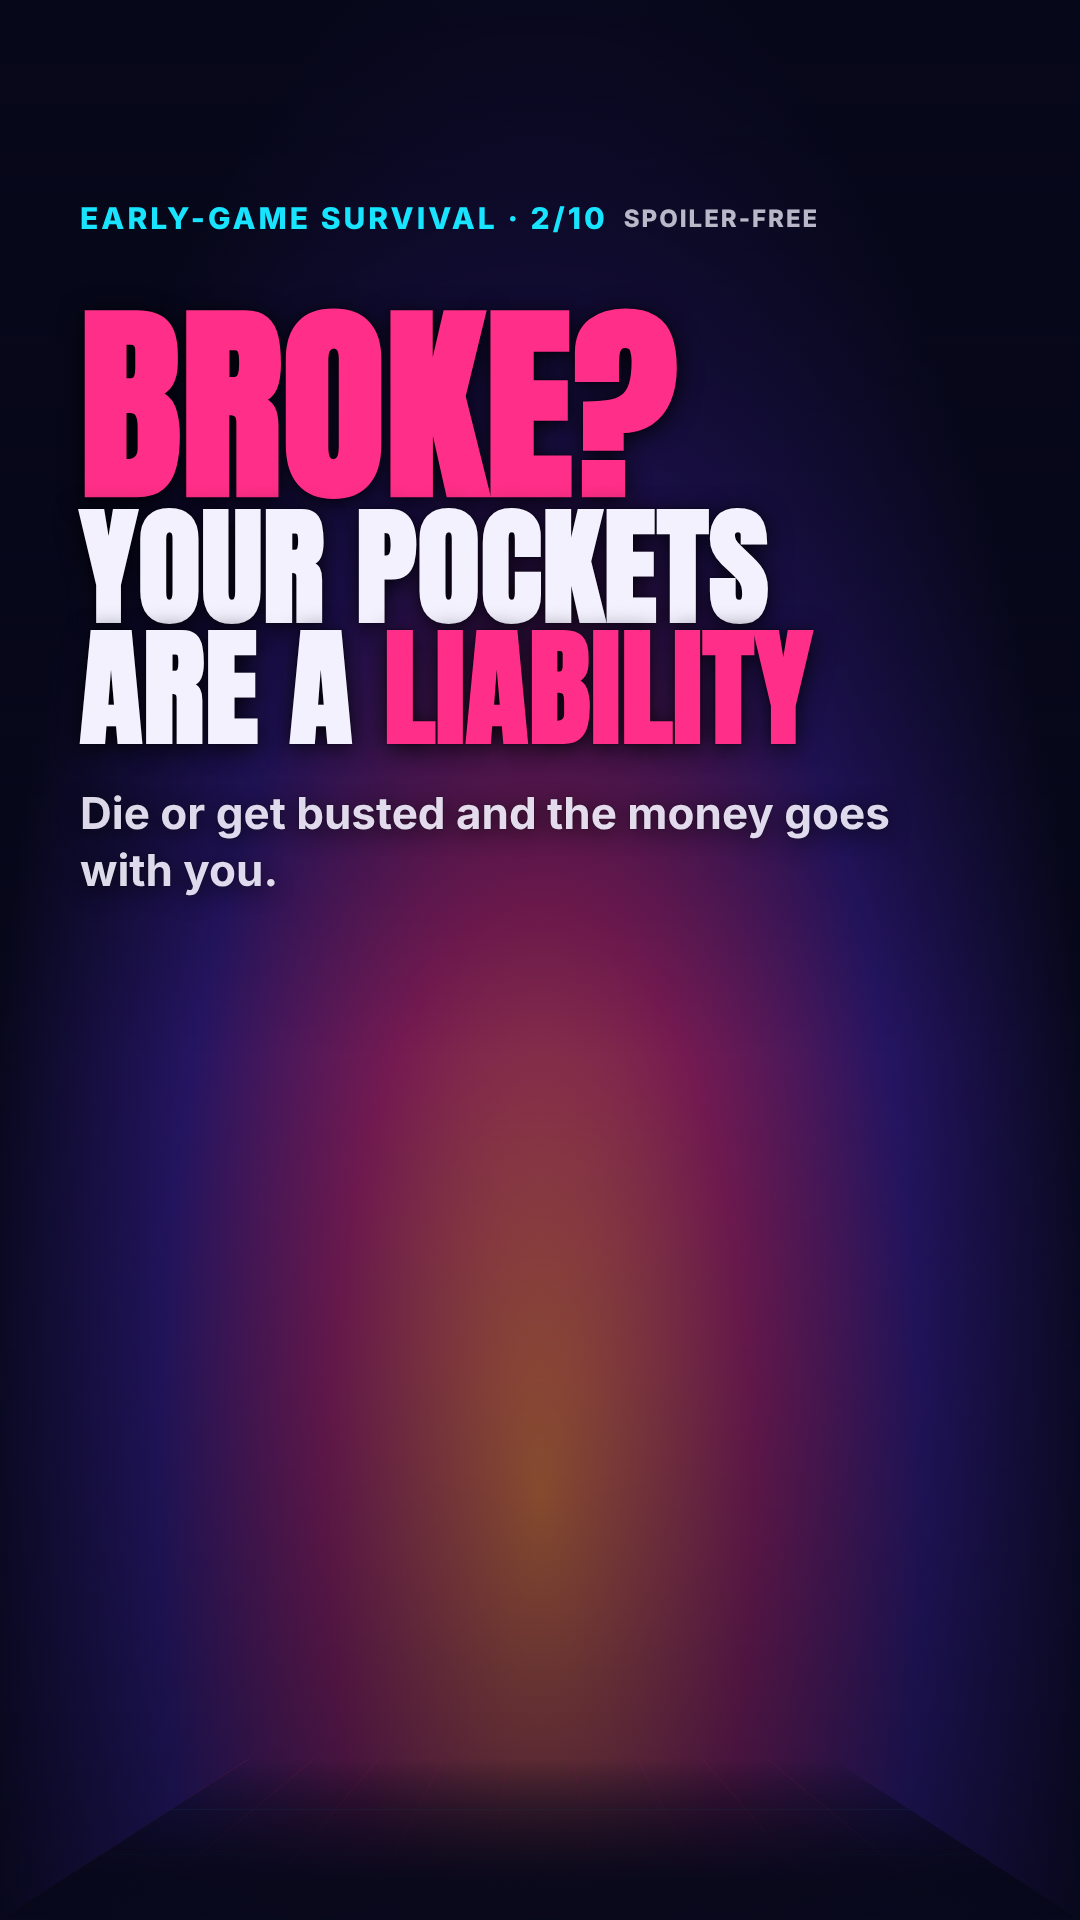 EARLY-GAME SURVIVAL · 2/10 SPOILER-FREE
BROKE?
YOUR POCKETS
ARE A LIABILITY
Die or get busted and the money goes
with you.